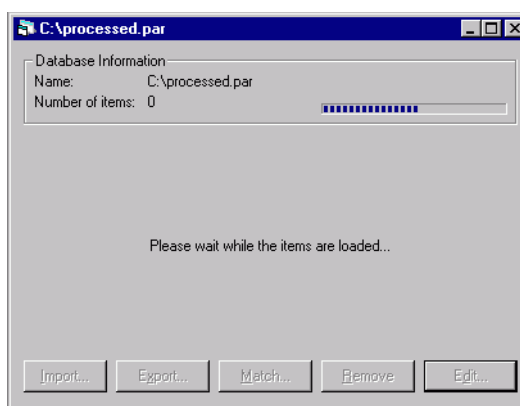 C:\processed.par
Database Information
Name: C:\processed.par
Number of items: 0
Please wait while the items are loaded...
Import... Export... Match... Remove Edit...